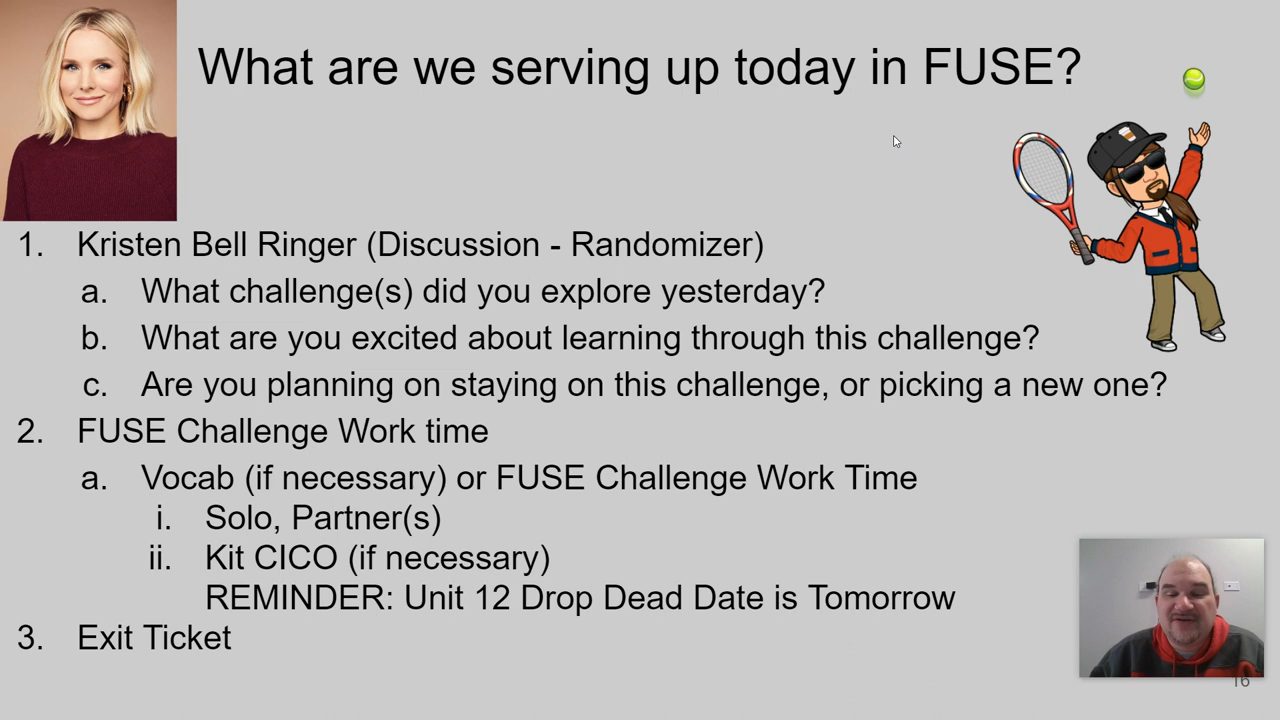 What are we serving up today in FUSE?
1. Kristen Bell Ringer (Discussion - Randomizer)
a. What challenge(s) did you explore yesterday?
b. What are you excited about learning through this challenge?
c. Are you planning on staying on this challenge, or picking a new one?
2. FUSE Challenge Work time
a. Vocab (if necessary) or FUSE Challenge Work Time
i. Solo, Partner(s)
ii. Kit CICO (if necessary)
REMINDER: Unit 12 Drop Dead Date is Tomorrow
3. Exit Ticket
16